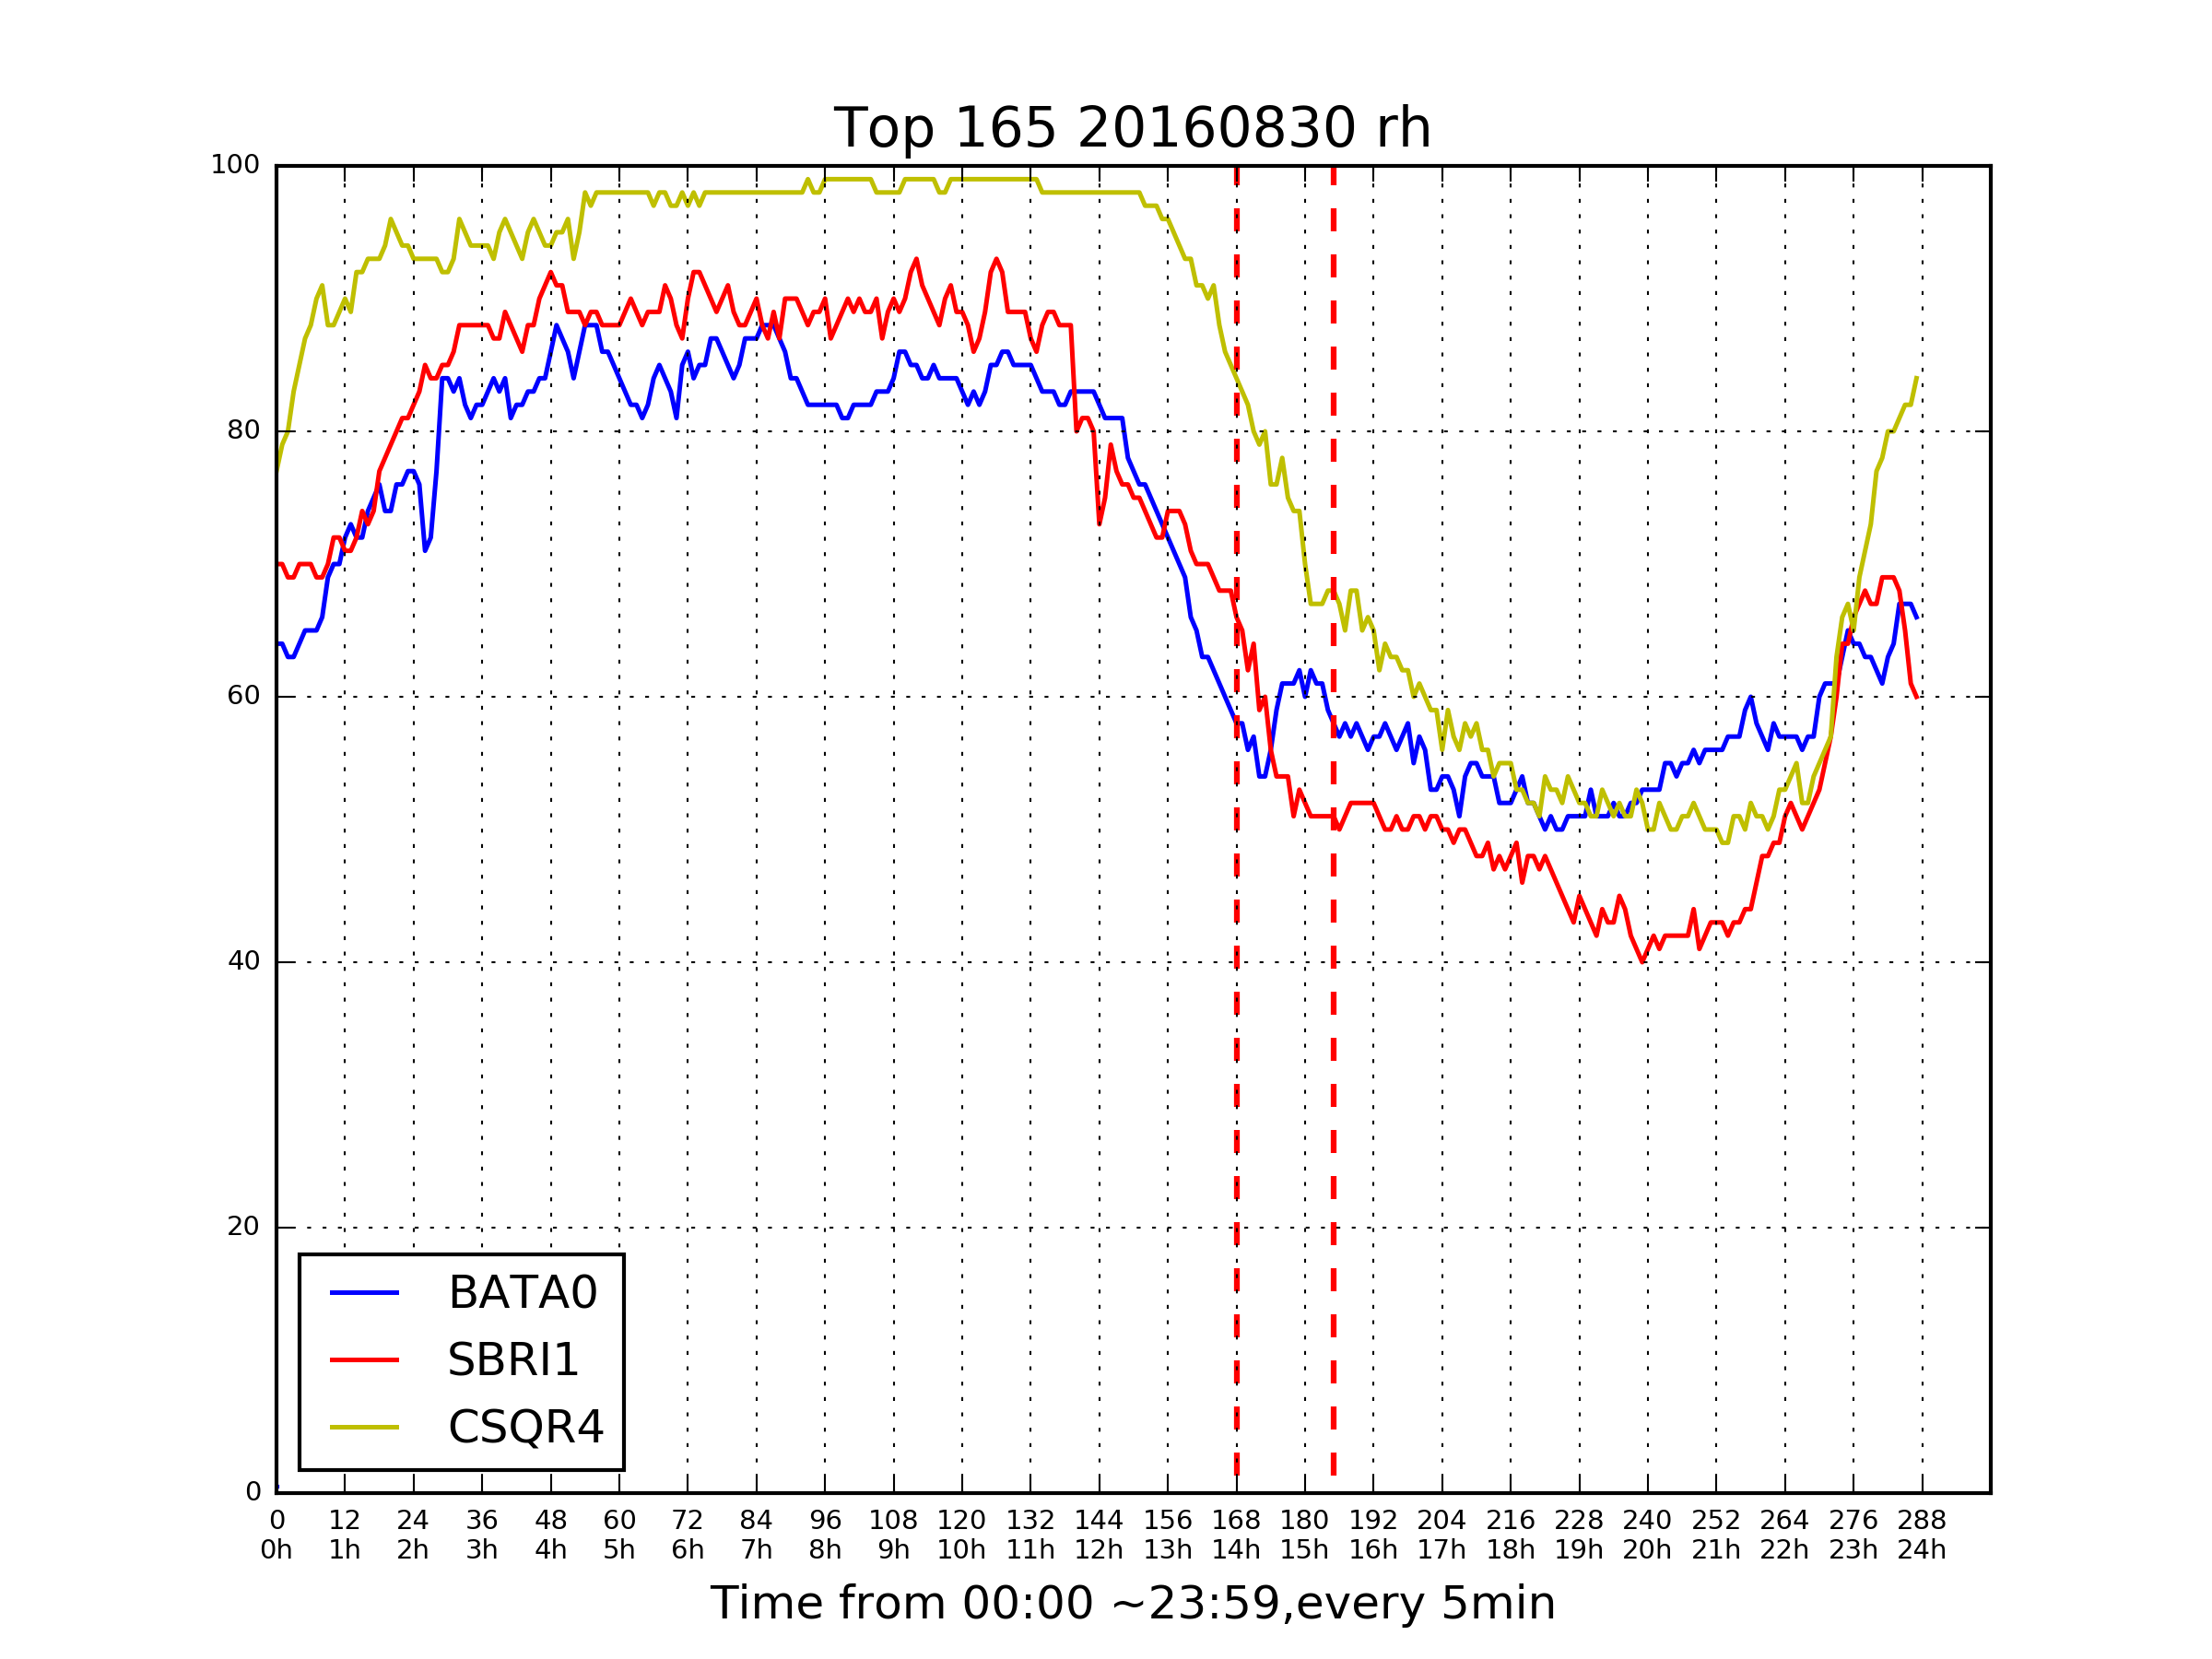 Top 165 20160830 rh
100
80
60
40
20
0
BATA0
SBRI1
CSQR4
0 12 24 36 48 60 72 84 96 108 120 132 144 156 168 180 192 204 216 228 240 252 264 276 288
0h 1h 2h 3h 4h 5h 6h 7h 8h 9h 10h 11h 12h 13h 14h 15h 16h 17h 18h 19h 20h 21h 22h 23h 24h
Time from 00:00 ~23:59,every 5min